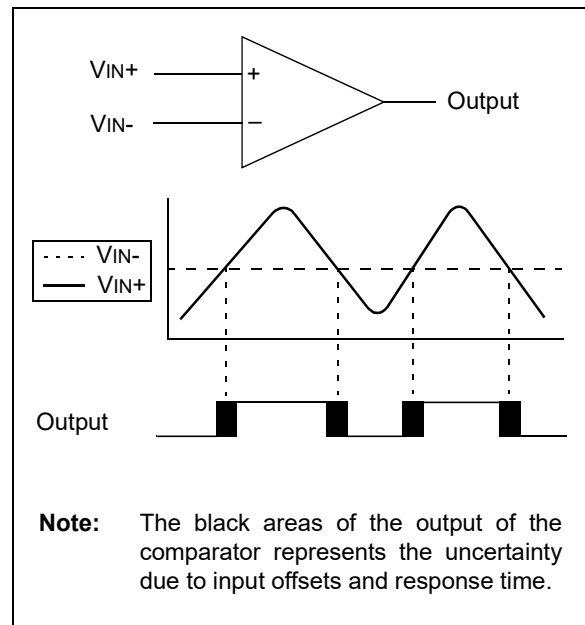 VIN+
+
Output
VIN-
–
VIN-
VIN+
Output
Note: The black areas of the output of the
comparator represents the uncertainty
due to input offsets and response time.